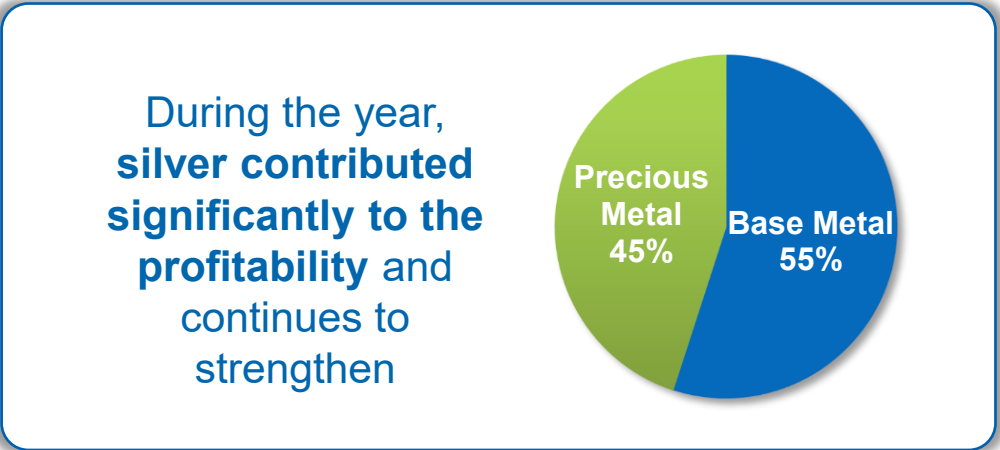 During the year,
silver contributed
significantly to the
profitability and
continues to
strengthen
Precious
Metal
45%
Base Metal
55%